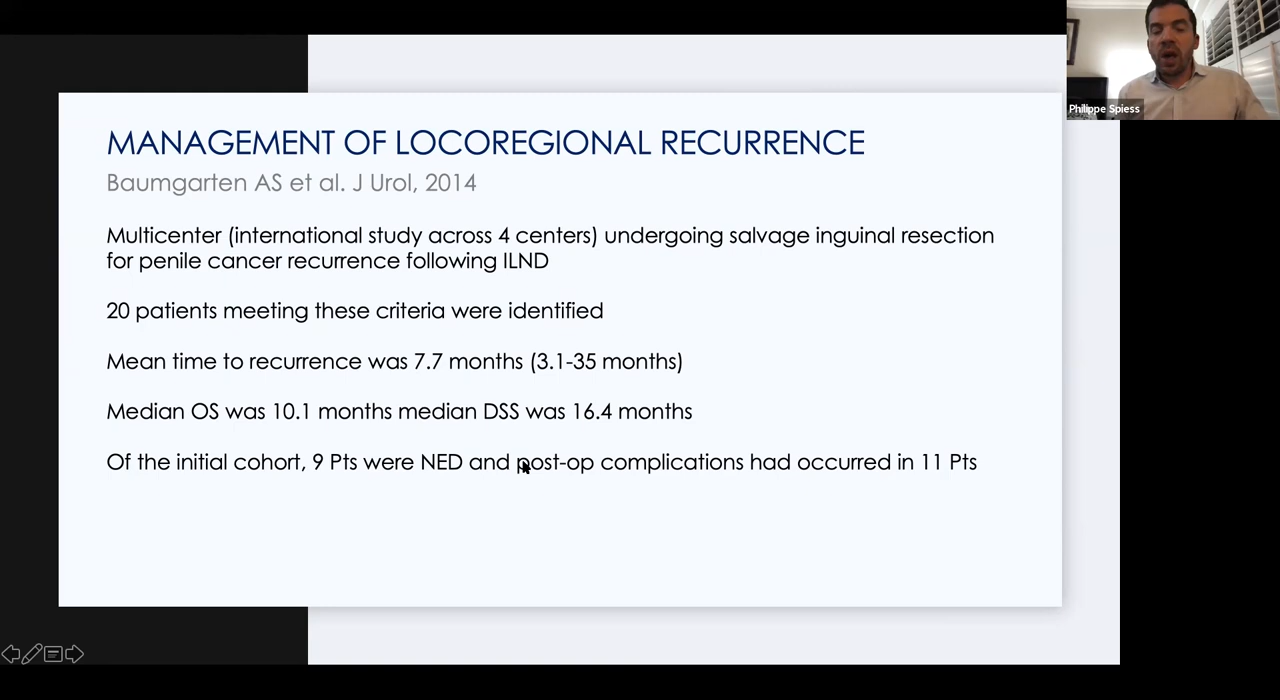 Philippe Spiess
MANAGEMENT OF LOCOREGIONAL RECURRENCE
Baumgarten AS et al. J Urol, 2014
Multicenter (international study across 4 centers) undergoing salvage inguinal resection
for penile cancer recurrence following ILND
20 patients meeting these criteria were identified
Mean time to recurrence was 7.7 months (3.1-35 months)
Median OS was 10.1 months median DSS was 16.4 months
Of the initial cohort, 9 Pts were NED and post-op complications had occurred in 11 Pts